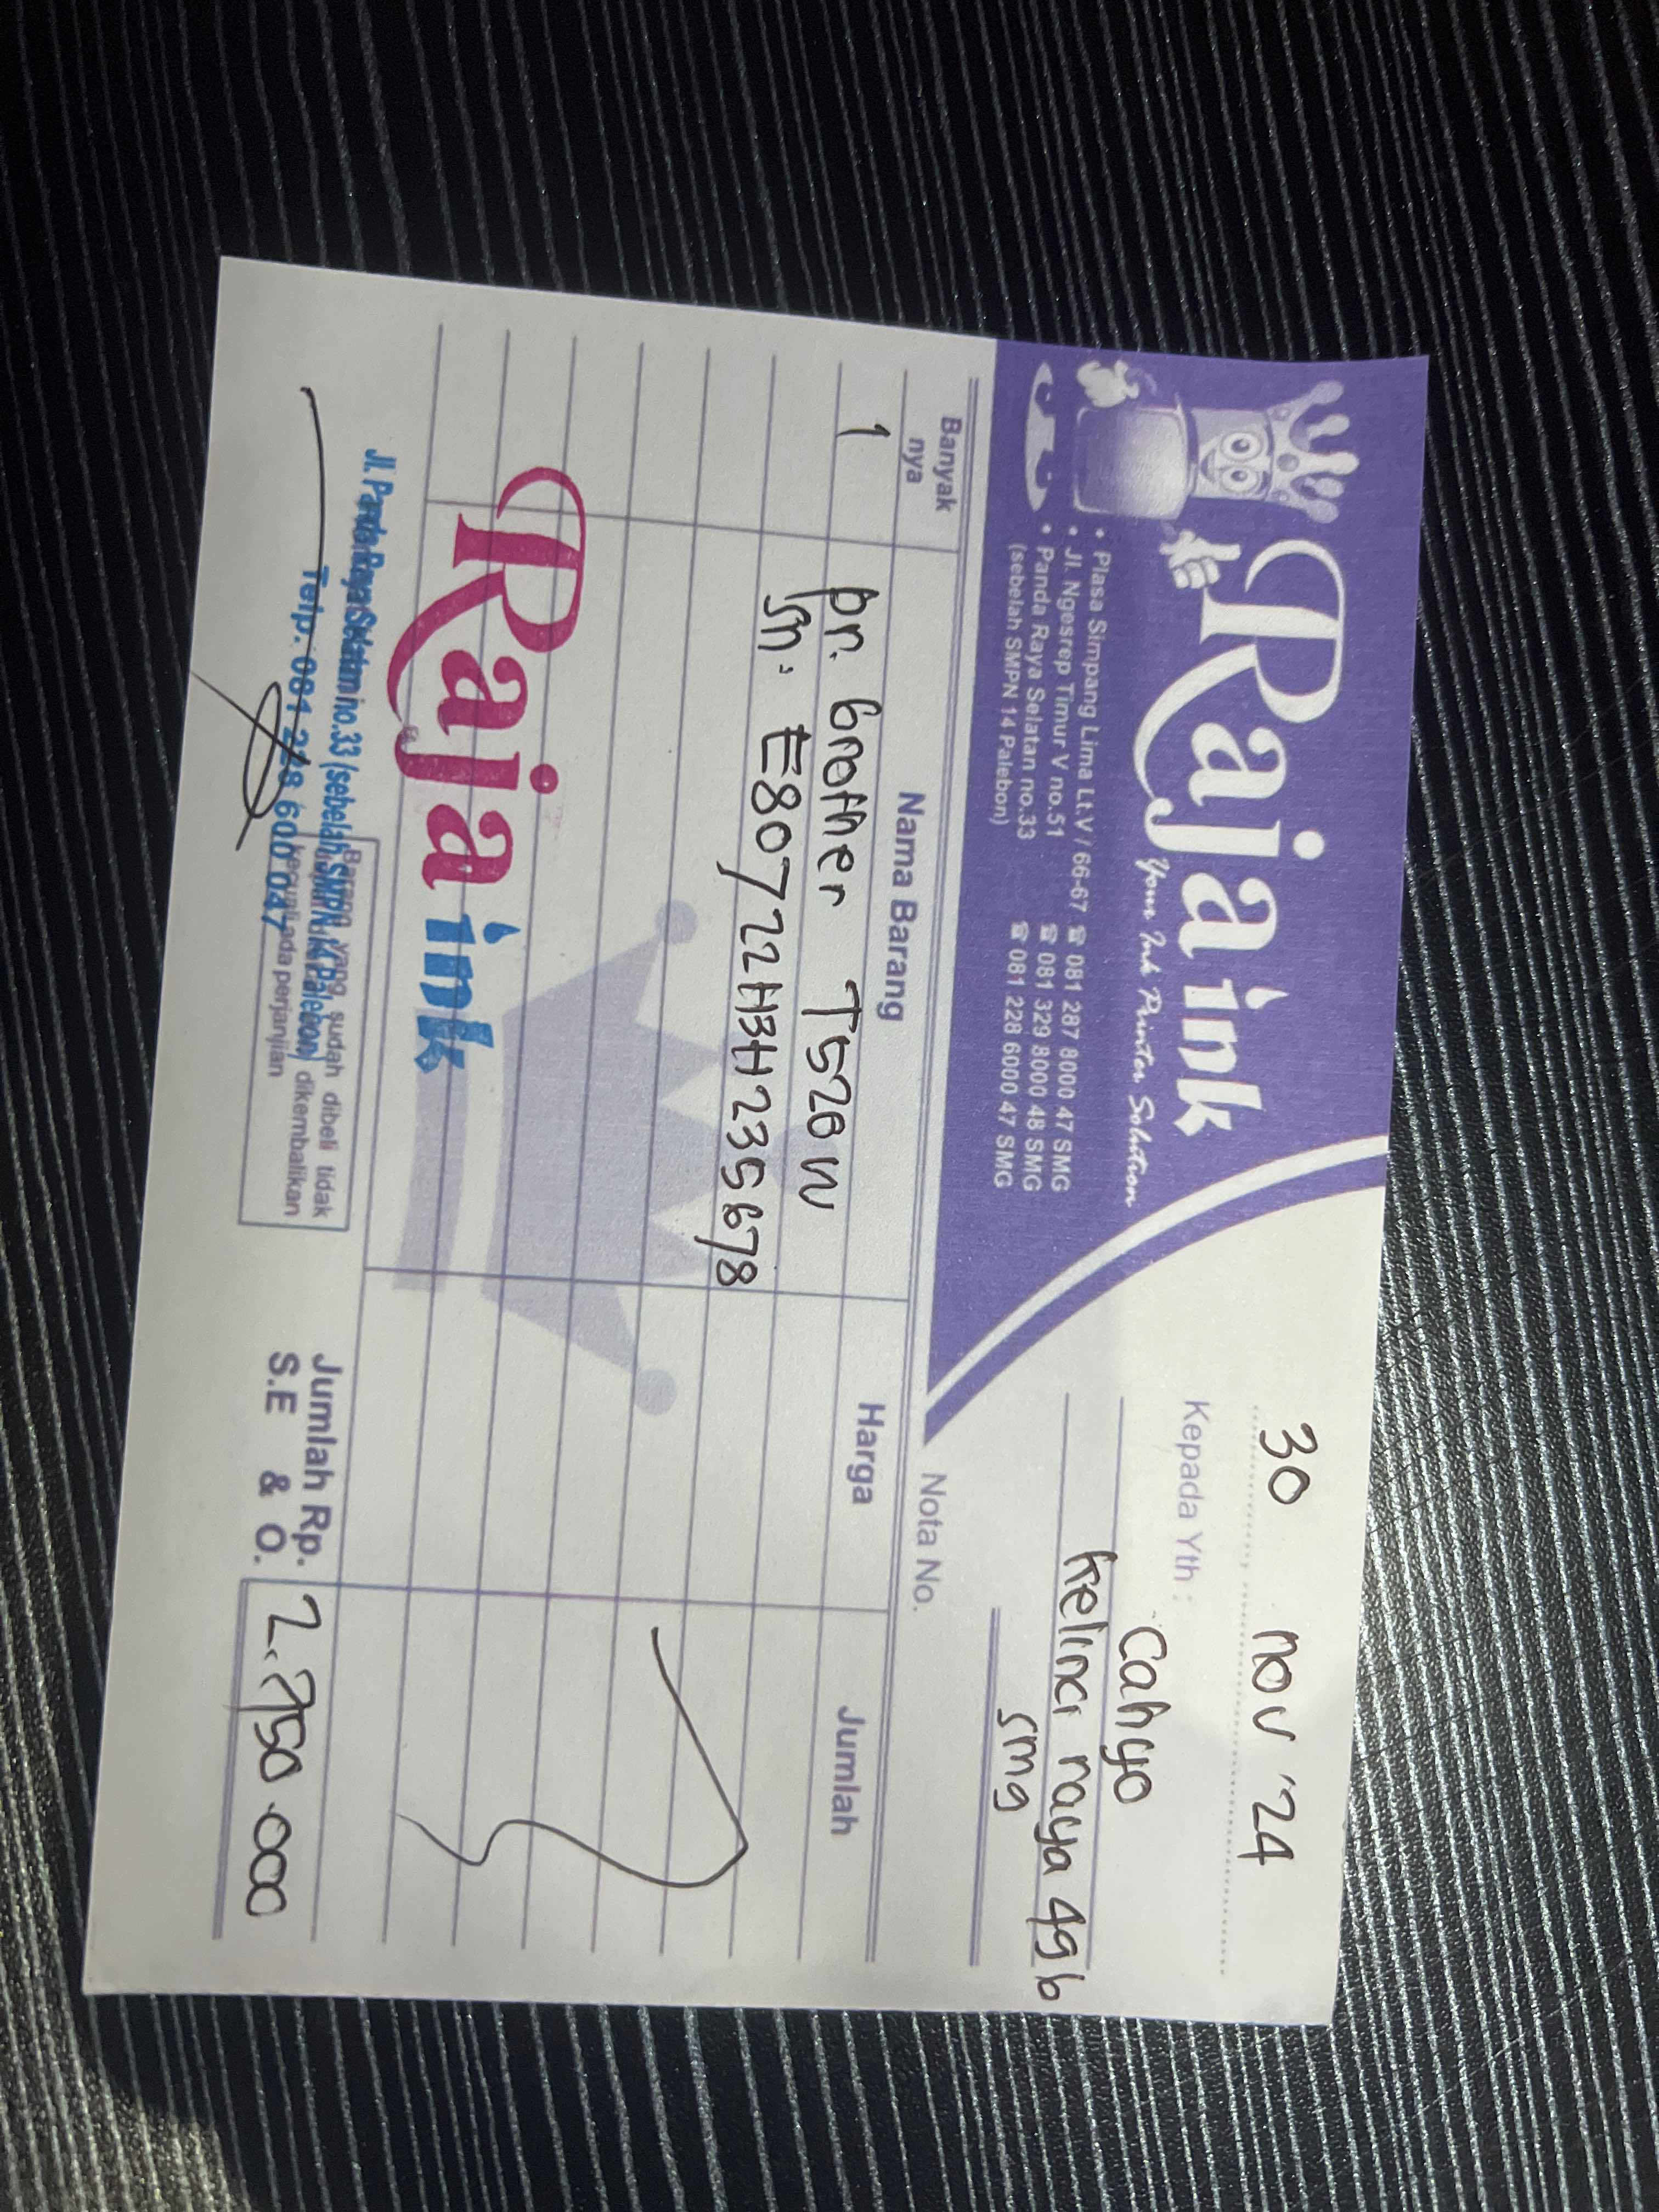 Raja ink
Your Ink Printer Solution
• Plasa Simpang Lima Lt.V / 66-67 ☎ 081 287 8000 47 SMG
• Jl. Ngesrep Timur V no.51 ☎ 081 329 8000 48 SMG
• Panda Raya Selatan no.33 ☎ 081 228 6000 47 SMG
(sebelah SMPN 14 Palebon)
30 nov '24
Kepada Yth :
Cahyo
kelinci raya 49b
smg
Nota No.
Banyak nya Nama Barang Harga Jumlah
1 pr. brother T520W
sn. E80722H3H235678
Raja ink
Jl. Panda Raya Selatan no.33 (sebelah SMPN 14 Palebon)
Telp. 081 228 600 047
Barang yang sudah dibeli tidak
dikembalikan
kecuali ada perjanjian
Jumlah Rp. 2.950.000
S.E & O.